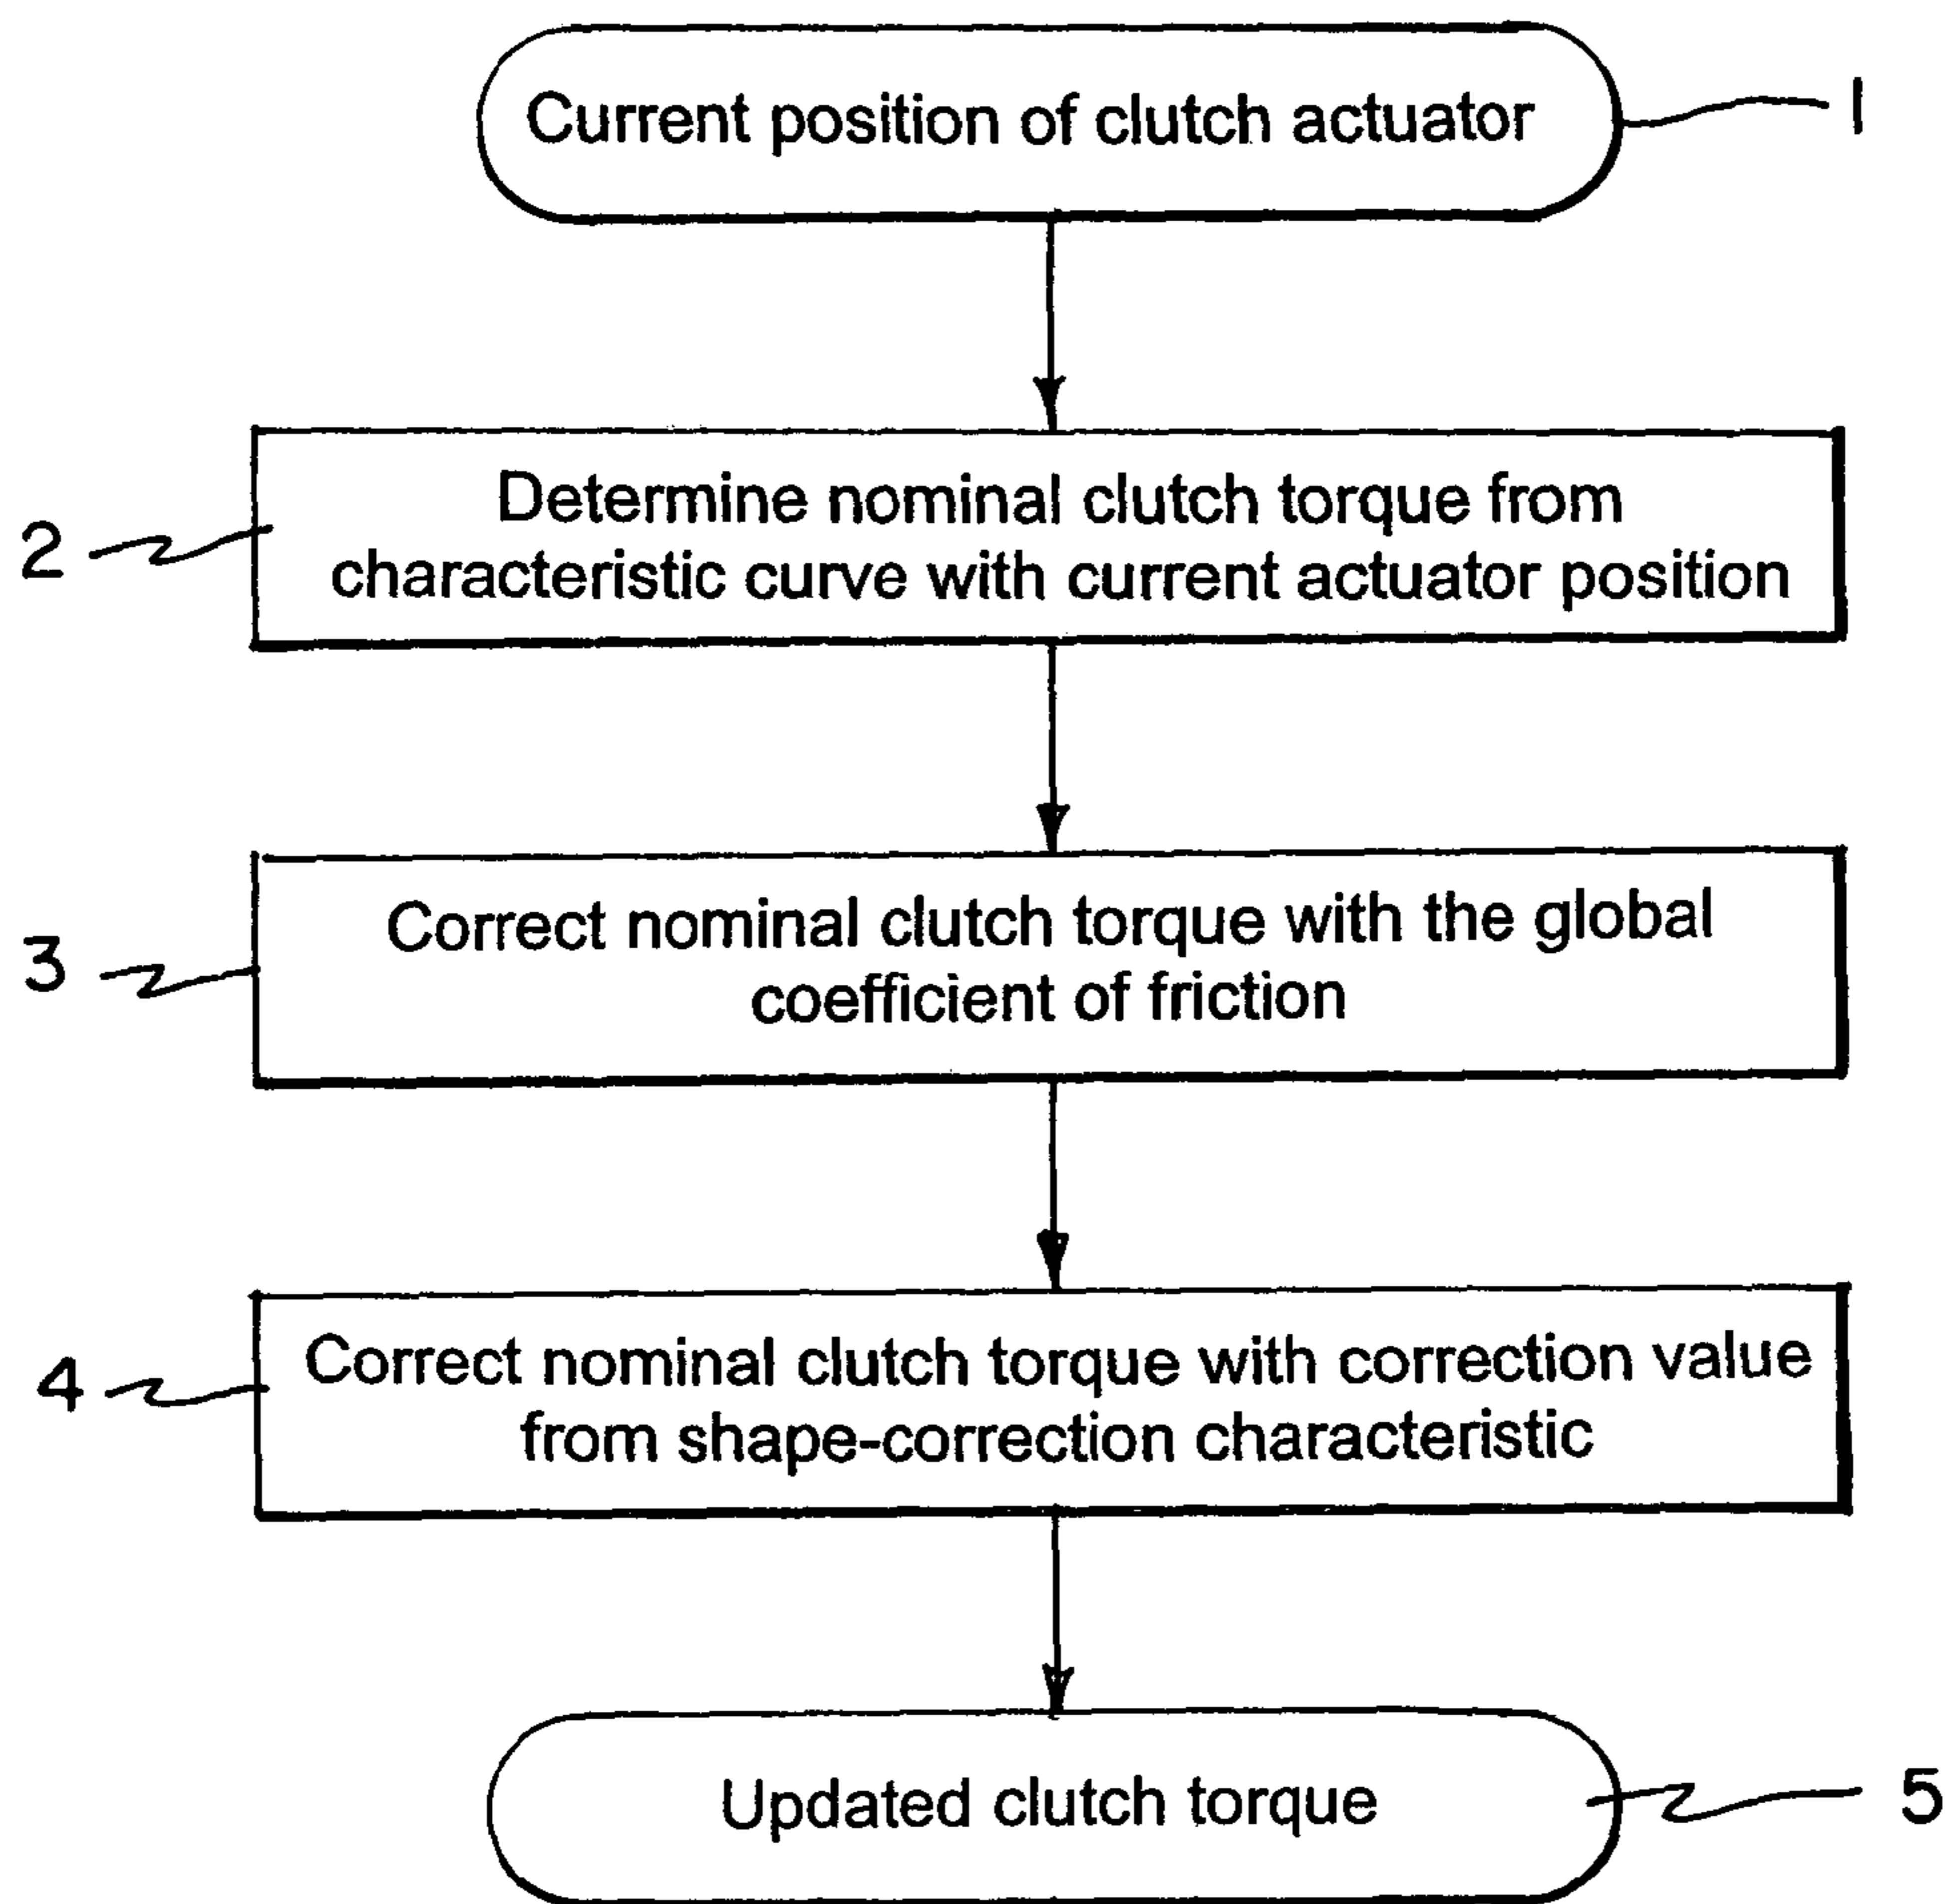 Current position of clutch actuator
1
Determine nominal clutch torque from
characteristic curve with current actuator position
2
Correct nominal clutch torque with the global
coefficient of friction
3
Correct nominal clutch torque with correction value
from shape-correction characteristic
4
Updated clutch torque
5